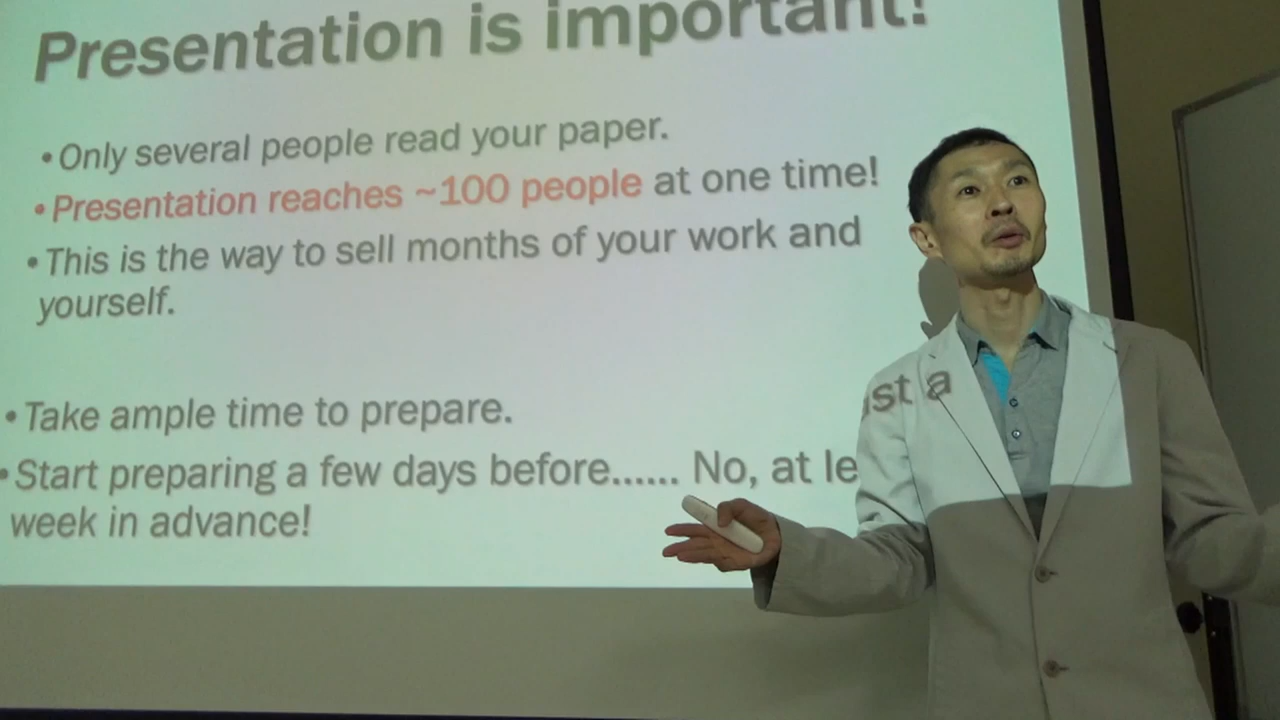 Presentation is important!
•Only several people read your paper.
•Presentation reaches ~100 people at one time!
•This is the way to sell months of your work and
yourself.
•Take ample time to prepare.
•Start preparing a few days before...... No, at least a
week in advance!